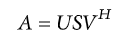 A = USV^H